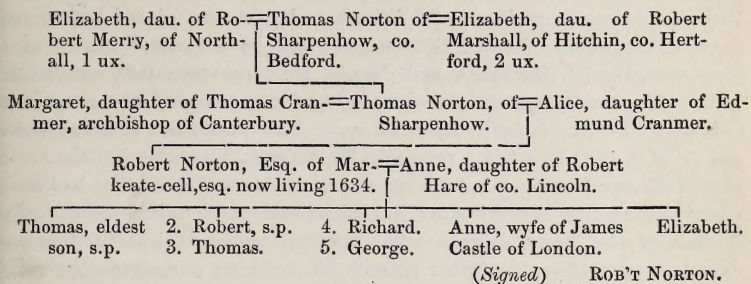 Elizabeth, dau. of Ro-
bert Merry, of North-
all, 1 ux.
Thomas Norton of
Sharpenhow, co.
Bedford.
Elizabeth, dau. of Robert
Marshall, of Hitchin, co. Hert-
ford, 2 ux.
Margaret, daughter of Thomas Cran-
mer, archbishop of Canterbury.
Thomas Norton, of
Sharpenhow.
Alice, daughter of Ed-
mund Cranmer.
Robert Norton, Esq. of Mar-
keate-cell, esq. now living 1634.
Anne, daughter of Robert
Hare of co. Lincoln.
Thomas, eldest
son, s.p.
2. Robert, s.p.
3. Thomas.
4. Richard.
5. George.
Anne, wyfe of James
Castle of London.
Elizabeth.
(Signed) ROB'T NORTON.